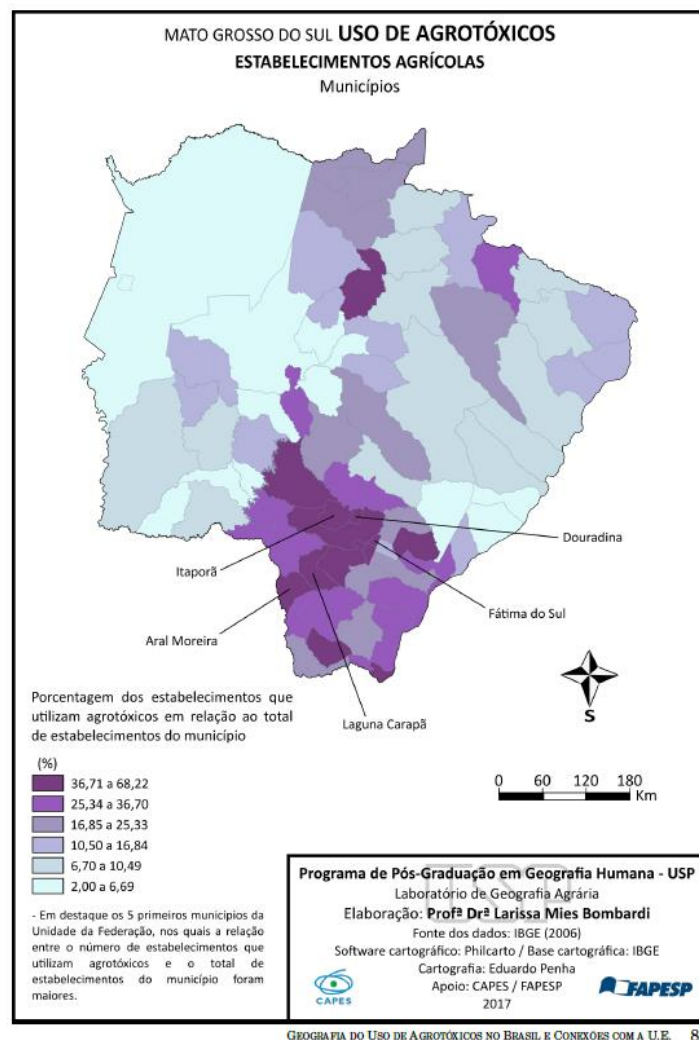 MATO GROSSO DO SUL USO DE AGROTÓXICOS
ESTABELECIMENTOS AGRÍCOLAS
Municípios
Douradina
Itaporã
Fátima do Sul
Aral Moreira
Laguna Carapã
S
Porcentagem dos estabelecimentos que
utilizam agrotóxicos em relação ao total
de estabelecimentos do município
(%)
36,71 a 68,22
25,34 a 36,70
16,85 a 25,33
10,50 a 16,84
6,70 a 10,49
2,00 a 6,69
0 60 120 180
Km
- Em destaque os 5 primeiros municípios da
Unidade da Federação, nos quais a relação
entre o número de estabelecimentos que
utilizam agrotóxicos e o total de
estabelecimentos do município foram
maiores.
USP
Programa de Pós-Graduação em Geografia Humana - USP
Laboratório de Geografia Agrária
Elaboração: Profª Drª Larissa Mies Bombardi
Fonte dos dados: IBGE (2006)
Software cartográfico: Philcarto / Base cartográfica: IBGE
Cartografia: Eduardo Penha
Apoio: CAPES / FAPESP
2017
CAPES
FAPESP
GEOGRAFIA DO USO DE AGROTÓXICOS NO BRASIL E CONEXÕES COM A U.E. 8